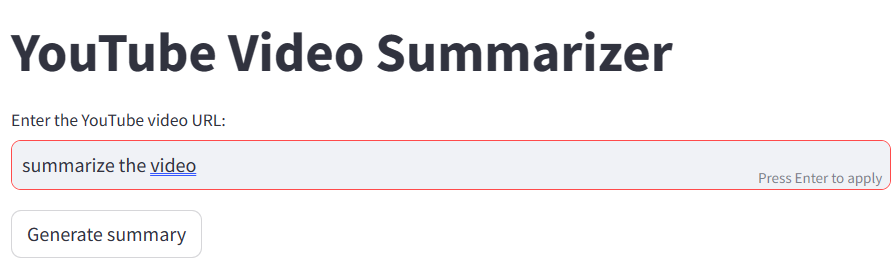 YouTube Video Summarizer
Enter the YouTube video URL:
summarize the video
Press Enter to apply
Generate summary